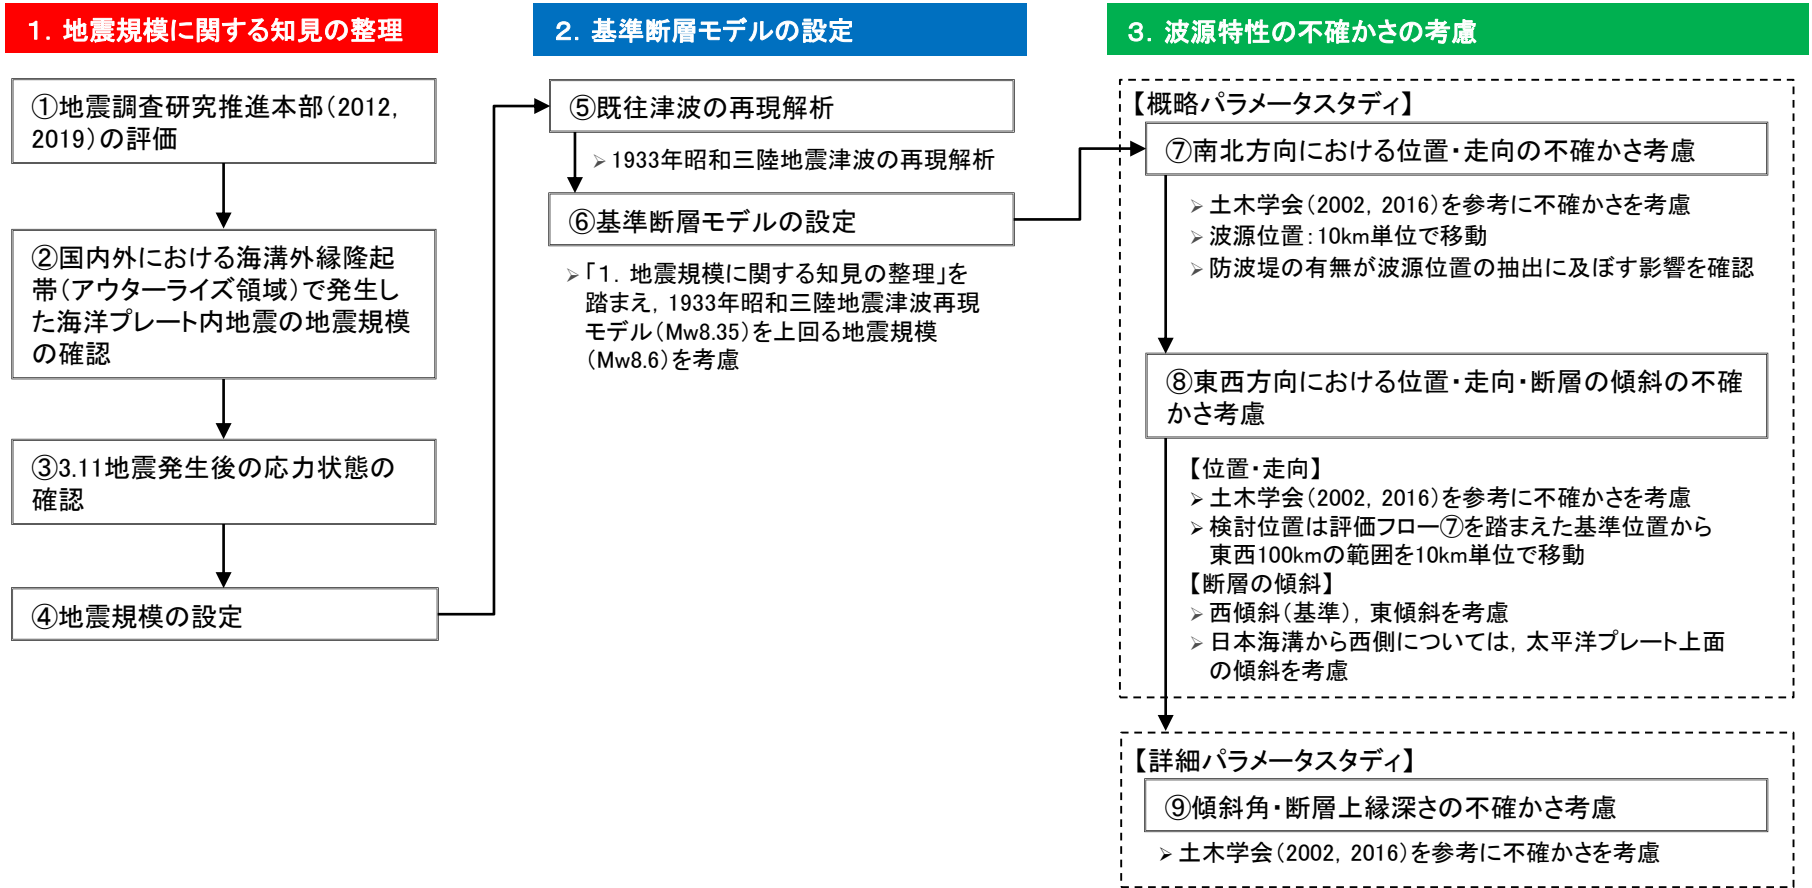 1．地震規模に関する知見の整理
①地震調査研究推進本部（2012，
2019）の評価
②国内外における海溝外縁隆起
帯（アウターライズ領域）で発生し
た海洋プレート内地震の地震規模
の確認
③3.11地震発生後の応力状態の
確認
④地震規模の設定
2．基準断層モデルの設定
⑤既往津波の再現解析
➢1933年昭和三陸地震津波の再現解析
⑥基準断層モデルの設定
➢「1．地震規模に関する知見の整理」を
踏まえ，1933年昭和三陸地震津波再現
モデル（Mw8.35）を上回る地震規模
（Mw8.6）を考慮
3．波源特性の不確かさの考慮
【概略パラメータスタディ】
⑦南北方向における位置・走向の不確かさ考慮
➢土木学会（2002，2016）を参考に不確かさを考慮
➢波源位置：10km単位で移動
➢防波堤の有無が波源位置の抽出に及ぼす影響を確認
⑧東西方向における位置・走向・断層の傾斜の不確
かさ考慮
【位置・走向】
➢土木学会（2002，2016）を参考に不確かさを考慮
➢検討位置は評価フロー⑦を踏まえた基準位置から
東西100kmの範囲を10km単位で移動
【断層の傾斜】
➢西傾斜（基準），東傾斜を考慮
➢日本海溝から西側については，太平洋プレート上面
の傾斜を考慮
【詳細パラメータスタディ】
⑨傾斜角・断層上縁深さの不確かさ考慮
➢土木学会（2002，2016）を参考に不確かさを考慮